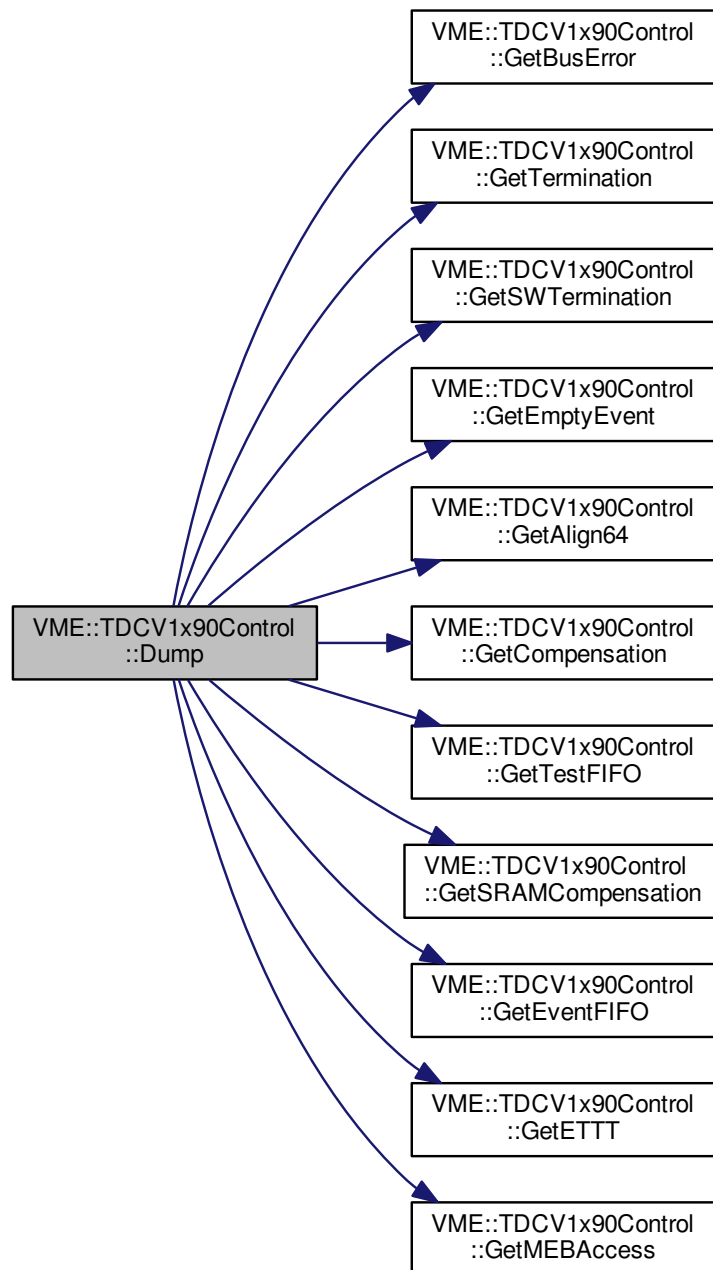 VME::TDCV1x90Control
::GetBusError
VME::TDCV1x90Control
::GetTermination
VME::TDCV1x90Control
::GetSWTermination
VME::TDCV1x90Control
::GetEmptyEvent
VME::TDCV1x90Control
::GetAlign64
VME::TDCV1x90Control
::Dump
VME::TDCV1x90Control
::GetCompensation
VME::TDCV1x90Control
::GetTestFIFO
VME::TDCV1x90Control
::GetSRAMCompensation
VME::TDCV1x90Control
::GetEventFIFO
VME::TDCV1x90Control
::GetETTT
VME::TDCV1x90Control
::GetMEBAccess